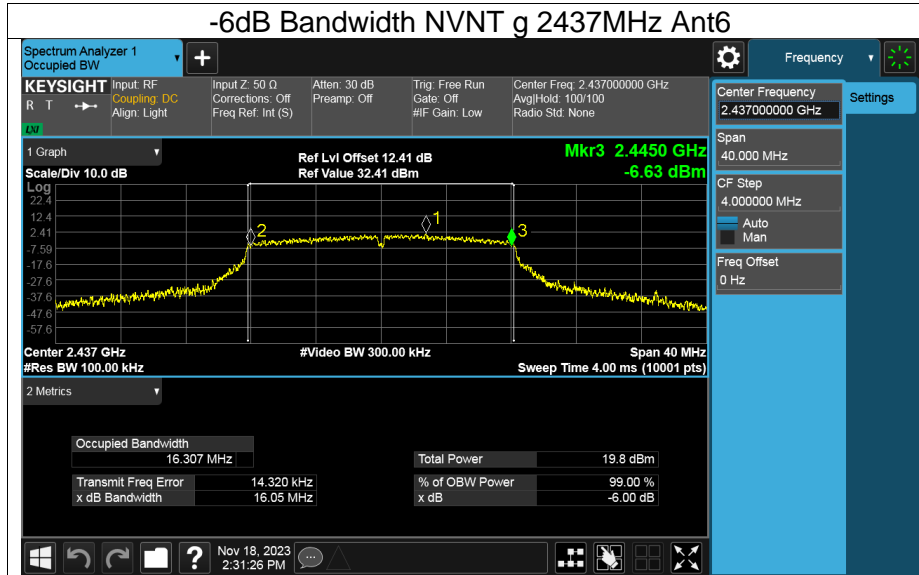 -6dB Bandwidth NVNT g 2437MHz Ant6
Spectrum Analyzer 1
Occupied BW
Frequency
KEYSIGHT
R T
LXI
Input: RF
Coupling: DC
Align: Light
Input Z: 50 Ω
Corrections: Off
Freq Ref: Int (S)
Atten: 30 dB
Preamp: Off
Trig: Free Run
Gate: Off
#IF Gain: Low
Center Freq: 2.437000000 GHz
Avg|Hold: 100/100
Radio Std: None
Center Frequency
2.437000000 GHz
Settings
Span
40.000 MHz
CF Step
4.000000 MHz
Auto
Man
Freq Offset
0 Hz
1 Graph
Scale/Div 10.0 dB
Ref Lvl Offset 12.41 dB
Ref Value 32.41 dBm
Mkr3 2.4450 GHz
-6.63 dBm
Log
22.4
12.4
2.41
-7.59
-17.6
-27.6
-37.6
-47.6
-57.6
2
1
3
Center 2.437 GHz
#Res BW 100.00 kHz
#Video BW 300.00 kHz
Span 40 MHz
Sweep Time 4.00 ms (10001 pts)
2 Metrics
Occupied Bandwidth
16.307 MHz
Total Power 19.8 dBm
Transmit Freq Error 14.320 kHz
% of OBW Power 99.00 %
x dB Bandwidth 16.05 MHz
x dB -6.00 dB
?
Nov 18, 2023
2:31:26 PM